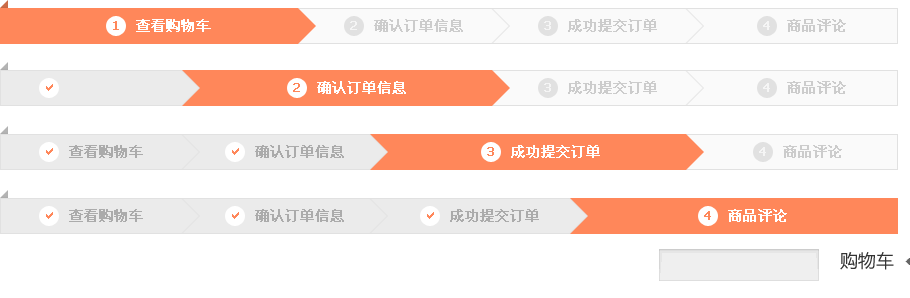 1 查看购物车 2 确认订单信息 3 成功提交订单 4 商品评论
2 确认订单信息 3 成功提交订单 4 商品评论
查看购物车 确认订单信息 3 成功提交订单 4 商品评论
查看购物车 确认订单信息 成功提交订单 4 商品评论
购物车